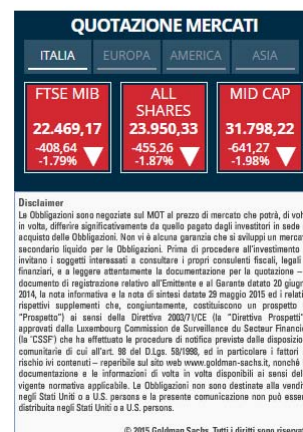 QUOTAZIONE MERCATI
ITALIA EUROPA AMERICA ASIA
FTSE MIB
22.469,17
-408,64
-1.79%
ALL
SHARES
23.950,33
-455,26
-1.87%
MID CAP
31.798,22
-641,27
-1.98%
Disclaimer
Le Obbligazioni sono negoziate sul MOT al prezzo di mercato che potrà, di vol
in volta, differire significativamente da quello pagato dagli investitori in sede
acquisto delle Obbligazioni. Non vi è alcuna garanzia che si sviluppi un merca
secondario liquido per le Obbligazioni. Prima di procedere all'investimento
invitano i soggetti interessati a consultare i propri consulenti fiscali, legali
finanziari, e a leggere attentamente la documentazione per la quotazione –
documento di registrazione relativo all'Emittente e al Garante datato 20 giugn
2014, la nota informativa e la nota di sintesi datate 29 maggio 2015 ed i relati
rispettivi supplementi che, congiuntamente, costituiscono un prospetto
"Prospetto") ai sensi della Direttiva 2003/71/CE (la "Direttiva Prospetti"
approvati dalla Luxembourg Commission de Surveillance du Secteur Financie
(la 'CSSF') che ha effettuato le procedure di notifica previste dalle disposizio
comunitarie di cui all'art. 98 del D.Lgs. 58/1998, ed in particolare i fattori
rischio ivi contenuti – reperibile sul sito web www.goldman-sachs.it, nonché
documentazione e le informazioni di volta in volta disponibili ai sensi del
vigente normativa applicabile. Le Obbligazioni non sono destinate alla vendit
negli Stati Uniti o a U.S. persons e la presente comunicazione non può esser
distribuita negli Stati Uniti o a U.S. persons.
© 2015 Goldman Sachs. Tutti i diritti sono riservat